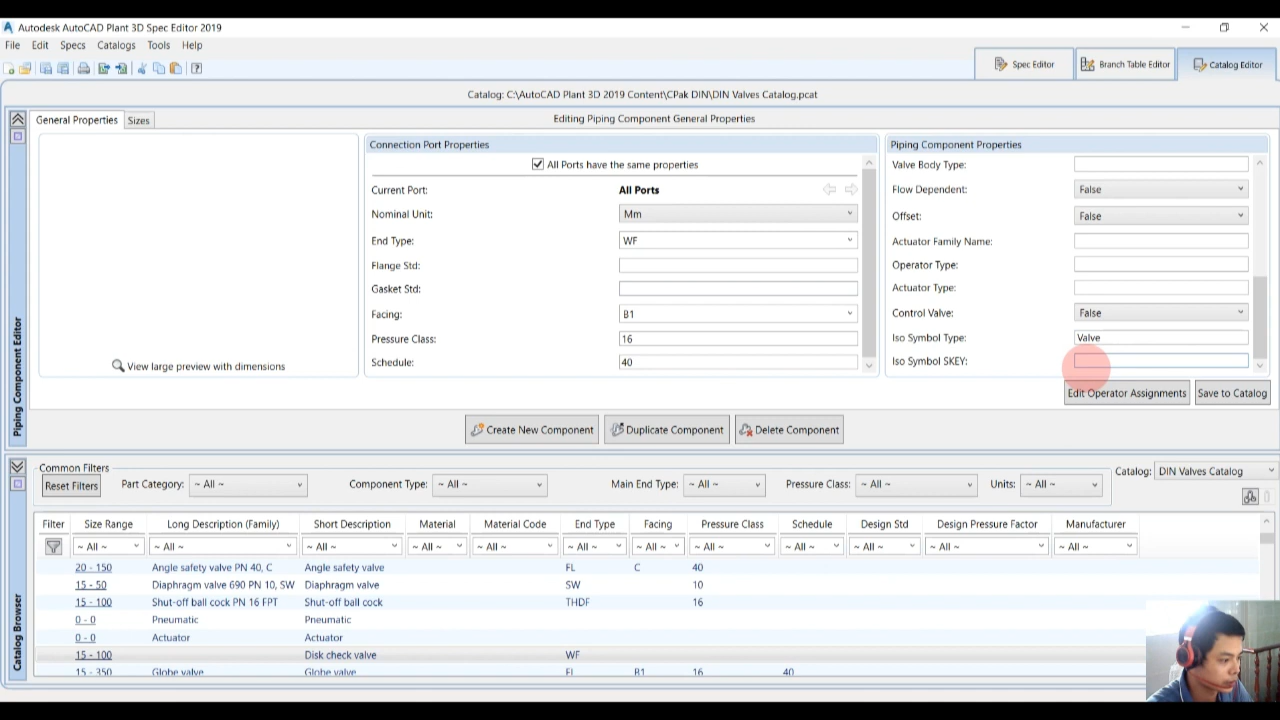 Autodesk AutoCAD Plant 3D Spec Editor 2019
File Edit Specs Catalogs Tools Help
Spec Editor Branch Table Editor Catalog Editor
Catalog: C:\AutoCAD Plant 3D 2019 Content\CPak DIN\DIN Valves Catalog.pcat
General Properties Sizes Editing Piping Component General Properties
Connection Port Properties
All Ports have the same properties
Current Port: All Ports
Nominal Unit: Mm
End Type: WF
Flange Std:
Gasket Std:
Facing: B1
Pressure Class: 16
Schedule: 40
Piping Component Properties
Valve Body Type:
Flow Dependent: False
Offset: False
Actuator Family Name:
Operator Type:
Actuator Type:
Control Valve: False
Iso Symbol Type: Valve
Iso Symbol SKEY:
View large preview with dimensions
Piping Component Editor
Edit Operator Assignments Save to Catalog
Create New Component Duplicate Component Delete Component
Common Filters
Catalog: DIN Valves Catalog
Reset Filters Part Category: ~ All ~ Component Type: ~ All ~ Main End Type: ~ All ~ Pressure Class: ~ All ~ Units: ~ All ~
Filter Size Range Long Description (Family) Short Description Material Material Code End Type Facing Pressure Class Schedule Design Std Design Pressure Factor Manufacturer
~ All ~ ~ All ~ ~ All ~ ~ All ~ ~ All ~ ~ All ~ ~ All ~ ~ All ~ ~ All ~ ~ All ~ ~ All ~ ~ All ~
20 - 150 Angle safety valve PN 40, C Angle safety valve FL C 40
15 - 50 Diaphragm valve 690 PN 10, SW Diaphragm valve SW 10
15 - 100 Shut-off ball cock PN 16 FPT Shut-off ball cock THDF 16
0 - 0 Pneumatic Pneumatic
0 - 0 Actuator Actuator
15 - 100 Disk check valve WF
15 - 350 Globe valve Globe valve FL B1 16 40
Catalog Browser